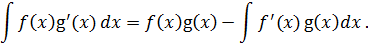 ∫ f(x)g′(x) dx = f(x)g(x) − ∫ f′(x) g(x)dx .